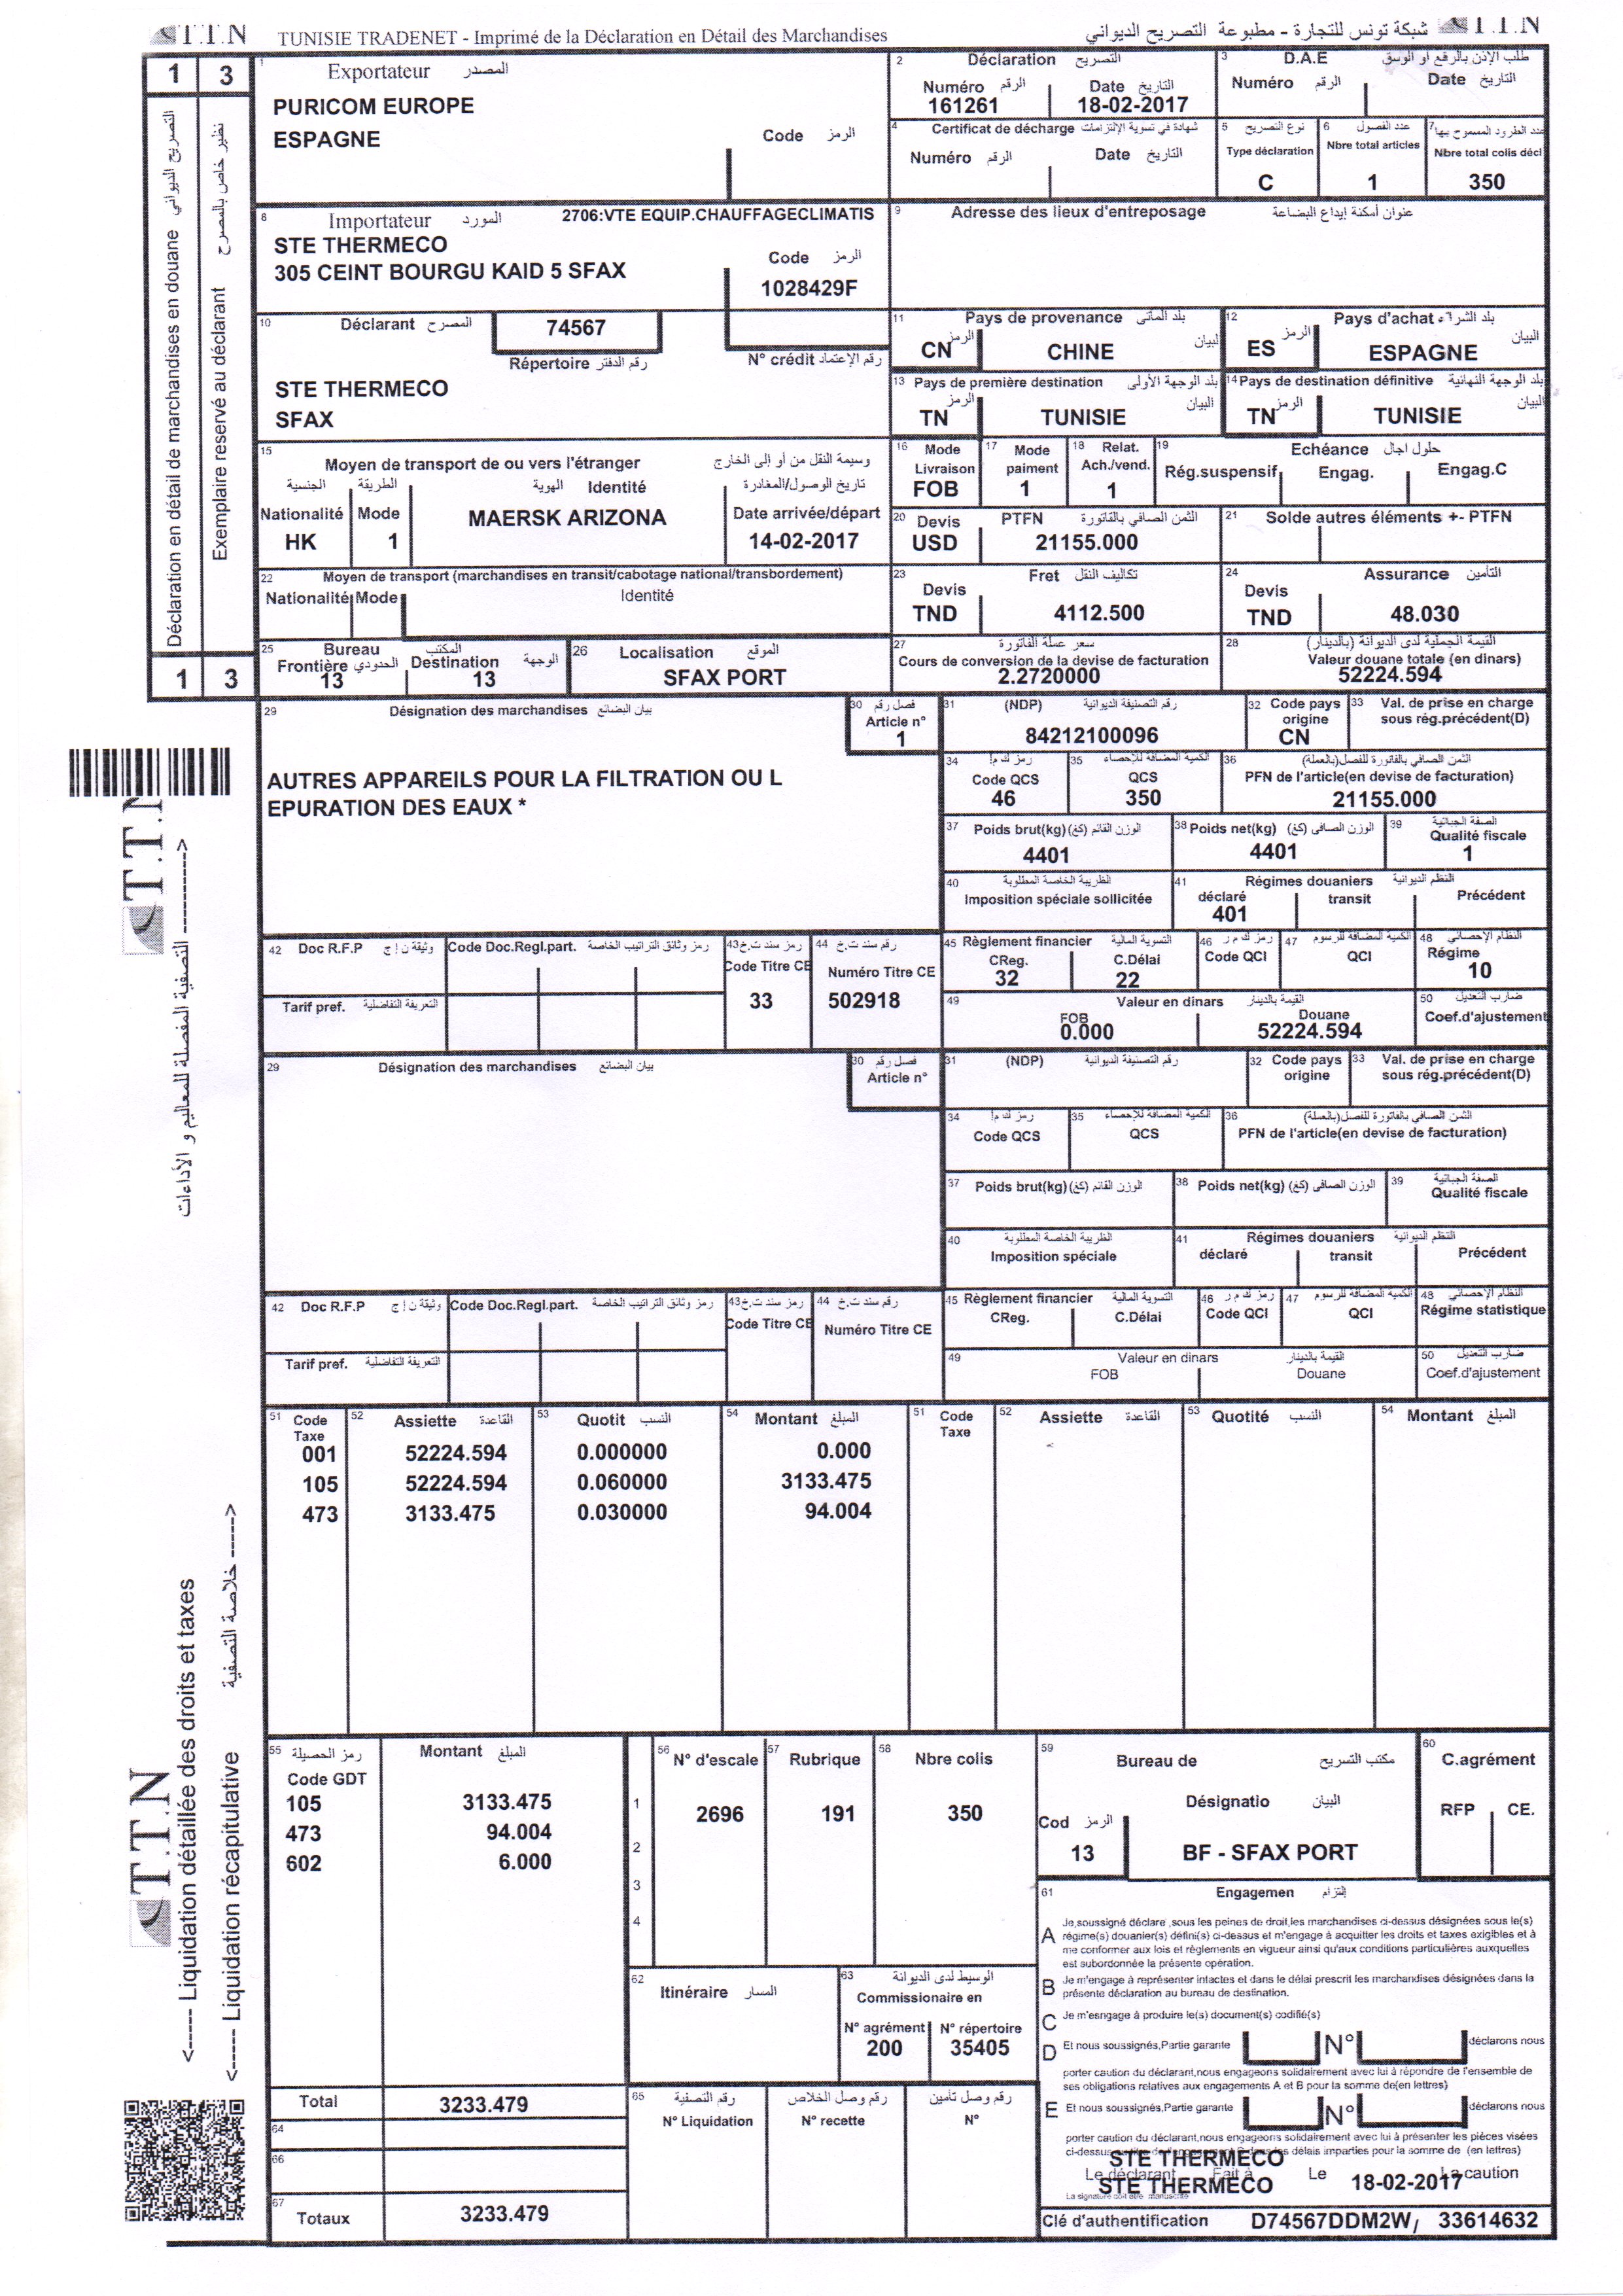 T.T.N TUNISIE TRADENET - Imprimé de la Déclaration en Détail des Marchandises شبكة تونس للتجارة - مطبوعة التصريح الديواني T.T.N
1 3
Déclaration en détail de marchandises en douane التصريح الديواني
Exemplaire reservé au déclarant نظير خاص بالمصرح
1 3
1 Exportateur المصدر
PURICOM EUROPE
ESPAGNE
Code الرمز
2 Déclaration التصريح
Numéro الرقم Date التاريخ
161261 18-02-2017
3 D.A.E طلب الإذن بالرفع او الوسق
Numéro الرقم Date التاريخ
4 Certificat de décharge شهادة في تسوية الإلتزامات
Numéro الرقم Date التاريخ
5 نوع التصريح
Type déclaration
C
6 عدد الفصول
Nbre total articles
1
7 عدد الطرود المسموح بها
Nbre total colis décl
350
8 Importateur المورد 2706:VTE EQUIP.CHAUFFAGECLIMATIS
STE THERMECO
305 CEINT BOURGU KAID 5 SFAX
Code الرمز
1028429F
9 Adresse des lieux d'entreposage عنوان أمكنة إيداع البضاعة
10 Déclarant المصرح 74567
Répertoire رقم الدفتر N° crédit رقم الإعتماد
STE THERMECO
SFAX
11 Pays de provenance بلد المأتى
الرمز البيان
CN CHINE
12 Pays d'achat بلد الشراء
الرمز البيان
ES ESPAGNE
13 Pays de première destination بلد الوجهة الأولى
الرمز البيان
TN TUNISIE
14 Pays de destination définitive بلد الوجهة النهائية
الرمز البيان
TN TUNISIE
15 Moyen de transport de ou vers l'étranger وسيمة النقل من أو إلى الخارج
الجنسية الطريقة الهوية Identité تاريخ الوصول/المغادرة
Nationalité Mode Date arrivée/départ
HK 1 MAERSK ARIZONA 14-02-2017
16 Mode Livraison
FOB
17 Mode paiment
1
18 Relat. Ach./vend.
1
19 Echéance حلول اجال
Rég.suspensif Engag. Engag.C
20 Devis PTFN الثمن الصافي بالفاتورة
USD 21155.000
21 Solde autres éléments +- PTFN
22 Moyen de transport (marchandises en transit/cabotage national/transbordement)
Nationalité Mode Identité
23 Fret تكاليف النقل
Devis
TND 4112.500
24 Assurance التأمين
Devis
TND 48.030
25 Bureau المكتب
Frontière الحدودي Destination الوجهة
13 13
26 Localisation الموقع
SFAX PORT
27 سعر عملة الفاتورة
Cours de conversion de la devise de facturation
2.2720000
28 القيمة الجملية لدى الديوانة (بالدينار)
Valeur douane totale (en dinars)
52224.594
29 Désignation des marchandises بيان البضائع
AUTRES APPAREILS POUR LA FILTRATION OU L
EPURATION DES EAUX *
30 فصل رقم
Article n°
1
31 (NDP) رقم التصنيفة الديوانية
84212100096
32 Code pays origine
CN
33 Val. de prise en charge sous rég.précédent(D)
34 Code QCS
46
35 الكمية المضافة للإحصاء
QCS
350
36 الثمن الصافي بالفاتورة للفصل(بالعملة)
PFN de l'article(en devise de facturation)
21155.000
37 Poids brut(kg) الوزن القائم (كغ)
4401
38 Poids net(kg) الوزن الصافي (كغ)
4401
39 الصفة الجبائية
Qualité fiscale
1
40 الظريبة الخاصة المطلوبة
Imposition spéciale sollicitée
41 Régimes douaniers النظم الديوانية
déclaré transit Précédent
401
42 Doc R.F.P Code Doc.Regl.part. رمز وثائق التراتيب الخاصة
Tarif pref. التعريفة التفاضلية
43 رمز سند ت.خ
Code Titre CE
33
44 رقم سند ت.خ
Numéro Titre CE
502918
45 Règlement financier التسوية المالية
CReg. C.Délai
32 22
46 Code QCI
47 الكمية المضافة للرسوم
QCI
48 النظام الإحصائي
Régime
10
49 Valeur en dinars القيمة بالدينار
FOB Douane
0.000 52224.594
50 ضارب التعديل
Coef.d'ajustement
29 Désignation des marchandises بيان البضائع
30 فصل رقم
Article n°
31 (NDP) رقم التصنيفة الديوانية
32 Code pays origine
33 Val. de prise en charge sous rég.précédent(D)
34 Code QCS
35 الكمية المضافة للإحصاء
QCS
36 الثمن الصافي بالفاتورة للفصل(بالعملة)
PFN de l'article(en devise de facturation)
37 Poids brut(kg) الوزن القائم (كغ)
38 Poids net(kg) الوزن الصافي (كغ)
39 الصفة الجبائية
Qualité fiscale
40 الظريبة الخاصة المطلوبة
Imposition spéciale
41 Régimes douaniers النظم الديوانية
déclaré transit Précédent
42 Doc R.F.P Code Doc.Regl.part. رمز وثائق التراتيب الخاصة
Tarif pref. التعريفة التفاضلية
43 رمز سند ت.خ
Code Titre CE
44 رقم سند ت.خ
Numéro Titre CE
45 Règlement financier التسوية المالية
CReg. C.Délai
46 Code QCI
47 الكمية المضافة للرسوم
QCI
48 النظام الإحصائي
Régime statistique
49 Valeur en dinars القيمة بالدينار
FOB Douane
50 ضارب التعديل
Coef.d'ajustement
51 Code Taxe 52 Assiette القاعدة 53 Quotit النسب 54 Montant المبلغ 51 Code Taxe 52 Assiette القاعدة 53 Quotité النسب 54 Montant المبلغ
001 52224.594 0.000000 0.000
105 52224.594 0.060000 3133.475
473 3133.475 0.030000 94.004
T.T.N
التصفية المفصلة للمعاليم و الأداءات
خلاصة التصفية
T.T.N
<----- Liquidation détaillée des droits et taxes
<----- Liquidation récapitulative
55 رمز الحصيلة Montant المبلغ
Code GDT
105 3133.475
473 94.004
602 6.000
Total 3233.479
64
66
67
Totaux 3233.479
56 N° d'escale 57 Rubrique 58 Nbre colis
1 2696 191 350
2
3
4
59 Bureau de مكتب التسريح
Désignatio البيان
Cod الرمز
13 BF - SFAX PORT
60 C.agrément
RFP CE.
61 Engagemen إلتزام
A Je,soussigné déclare ,sous les peines de droit,les marchandises ci-dessus désignées sous le(s)
régime(s) douanier(s) défini(s) ci-dessus et m'engage à acquitter les droits et taxes exigibles et à
me conformer aux lois et règlements en vigueur ainsi qu'aux conditions particulières auxquelles
est subordonnée la présente opération.
B Je m'engage à représenter intactes et dans le délai prescrit les marchandises désignées dans la
présente déclaration au bureau de destination.
C Je m'esngage à produire le(s) document(s) codifié(s)
D Et nous soussignés,Partie garante N° déclarons nous
porter caution du déclarant,nous engageons solidairement avec lui à répondre de l'ensemble de
ses obligations relatives aux engagements A et B pour la somme de(en lettres)
E Et nous soussignés,Partie garante N° déclarons nous
porter caution du déclarant,nous engageons solidairement avec lui à présenter les pièces visées
ci-dessus délais imparties pour la somme de (en lettres)
STE THERMECO
Le déclarant Fait à Le La caution
STE THERMECO 18-02-2017
Clé d'authentification D74567DDM2W, 33614632
62 Itinéraire المسار
63 الوسيط لدى الديوانة
Commissionaire en
N° agrément N° répertoire
200 35405
65 رقم التصفية رقم وصل الخلاص رقم وصل تأمين
N° Liquidation N° recette N°